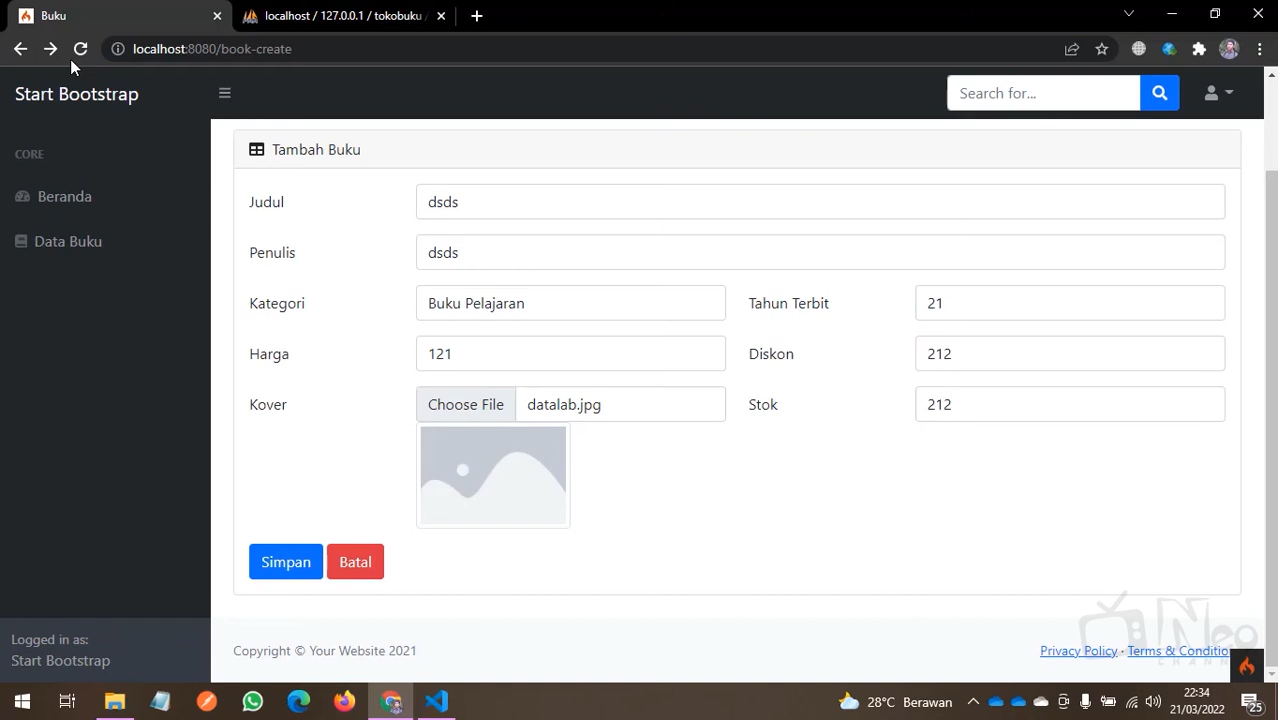 Buku
localhost / 127.0.0.1 / tokobuku /
localhost:8080/book-create
Start Bootstrap
Search for...
CORE
Beranda
Data Buku
Tambah Buku
Judul dsds
Penulis dsds
Kategori Buku Pelajaran Tahun Terbit 21
Harga 121 Diskon 212
Kover Choose File datalab.jpg Stok 212
Simpan Batal
Logged in as:
Start Bootstrap
Copyright © Your Website 2021
Privacy Policy · Terms & Conditio
Neo
CHANNEL
28°C Berawan
22:34
21/03/2022
25